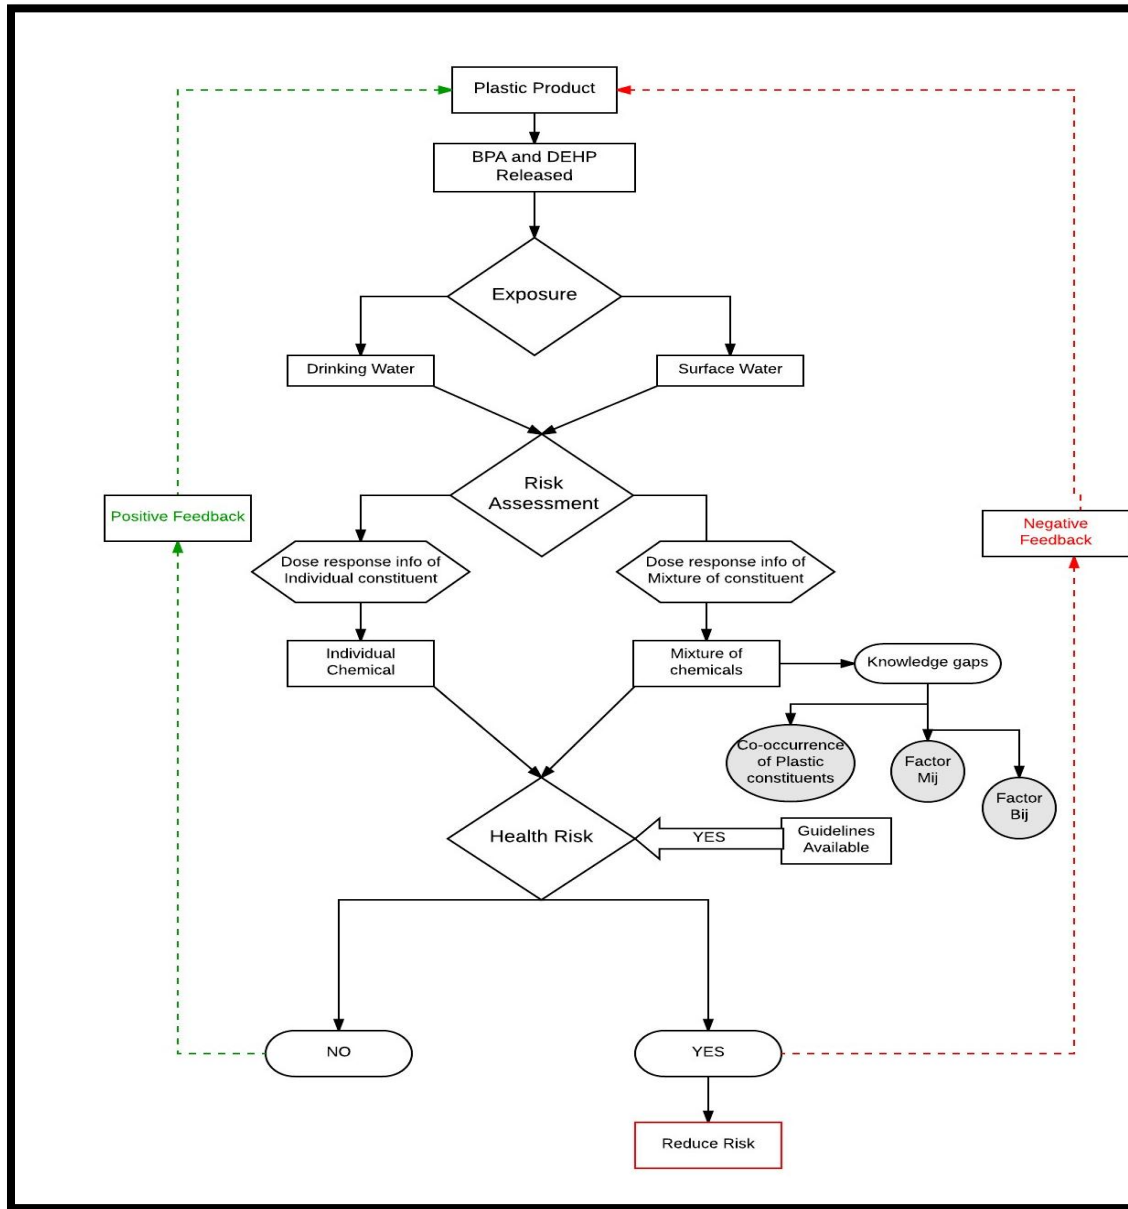 Plastic Product
BPA and DEHP
Released
Exposure
Drinking Water
Surface Water
Risk
Assessment
Positive Feedback
Negative
Feedback
Dose response info of
Individual constituent
Dose response info of
Mixture of constituent
Individual
Chemical
Mixture of
chemicals
Knowledge gaps
Co-occurrence
of Plastic
constituents
Factor
Mij
Factor
Bij
Health Risk
YES
Guidelines
Available
NO
YES
Reduce Risk